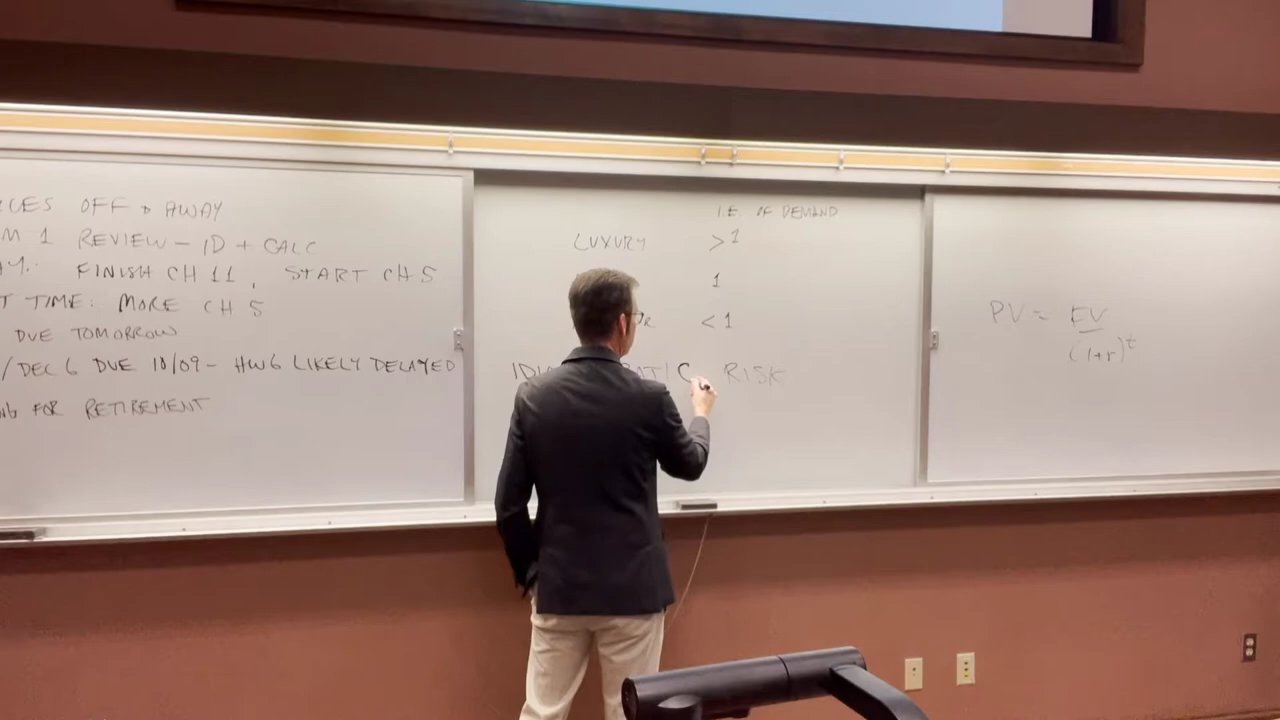 OFF & AWAY
M 1 REVIEW - ID + CALC
AY: FINISH CH 11, START CH 5
T TIME: MORE CH 5
DUE TOMORROW
/DEC 6 DUE 10/09 - HW6 LIKELY DELAYED
NG FOR RETIREMENT
I.E. OF DEMAND
LUXURY >1
1
<1
RISK
PV = FV
(1+r)^t